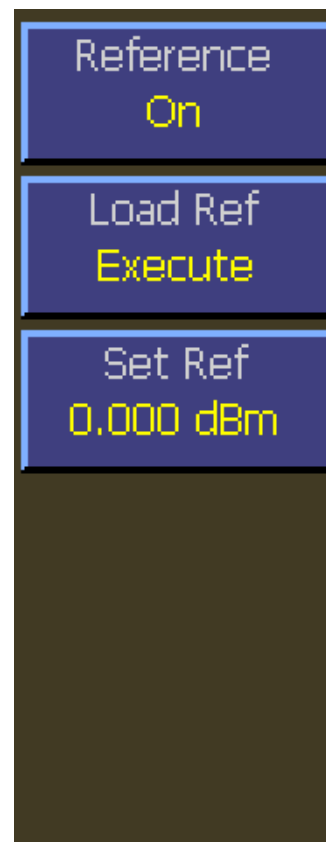 Reference
On
Load Ref
Execute
Set Ref
0.000 dBm